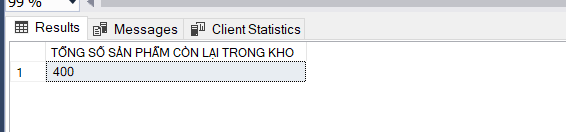 99 %
Results Messages Client Statistics
TỔNG SỐ SẢN PHẨM CÒN LẠI TRONG KHO
1 400